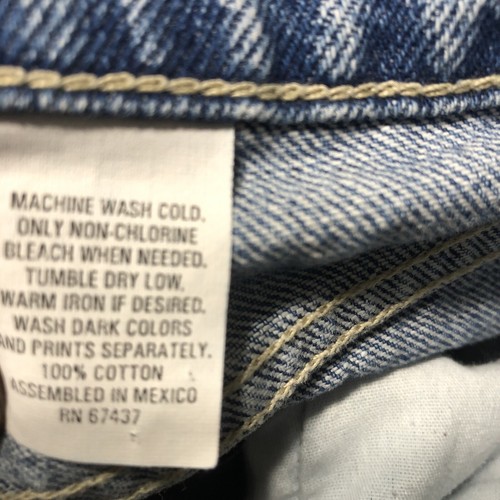 MACHINE WASH COLD.
ONLY NON-CHLORINE
BLEACH WHEN NEEDED.
TUMBLE DRY LOW.
WARM IRON IF DESIRED.
WASH DARK COLORS
AND PRINTS SEPARATELY.
100% COTTON
ASSEMBLED IN MEXICO
RN 67437